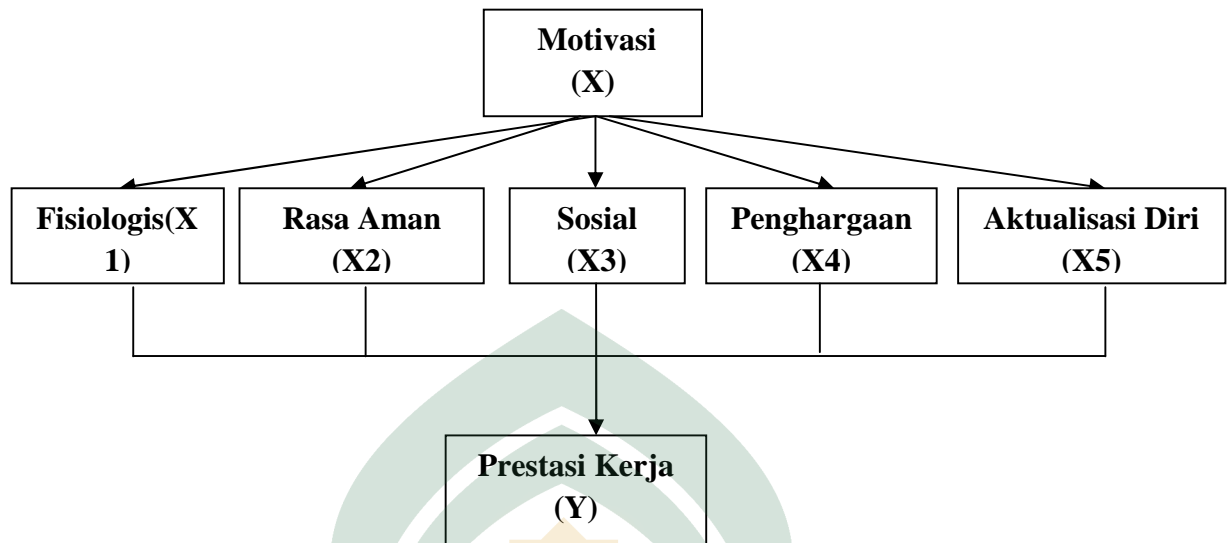 Motivasi
(X)
Fisiologis(X
1)
Rasa Aman
(X2)
Sosial
(X3)
Penghargaan
(X4)
Aktualisasi Diri
(X5)
Prestasi Kerja
(Y)